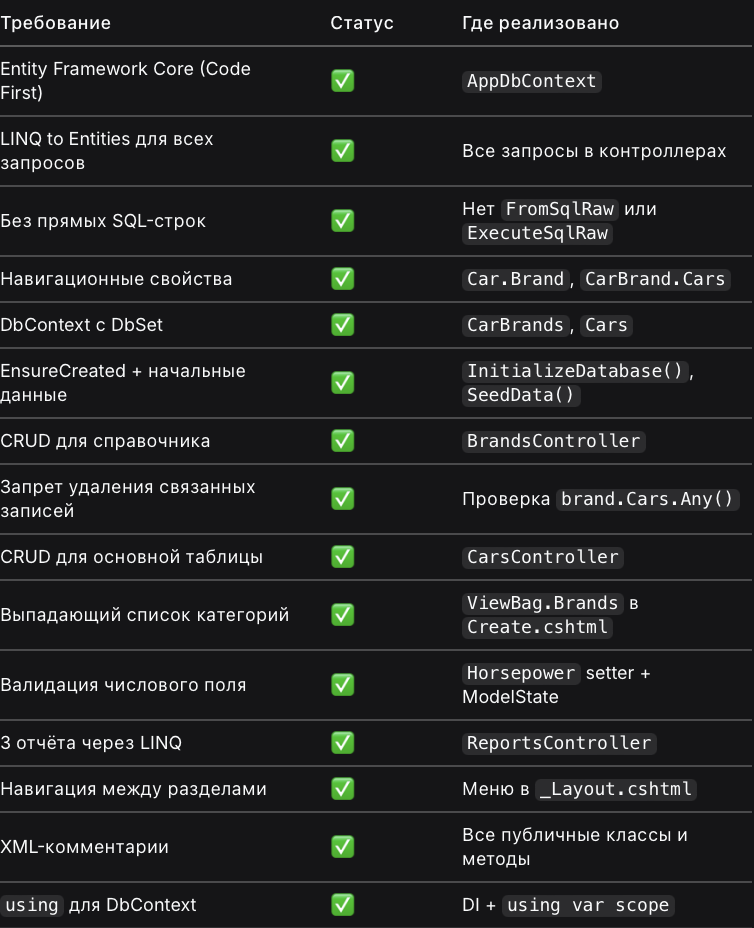 Требование Статус Где реализовано
Entity Framework Core (Code
First) ✅ AppDbContext
LINQ to Entities для всех
запросов ✅ Все запросы в контроллерах
Без прямых SQL-строк ✅ Нет FromSqlRaw или
ExecuteSqlRaw
Навигационные свойства ✅ Car.Brand, CarBrand.Cars
DbContext с DbSet ✅ CarBrands, Cars
EnsureCreated + начальные
данные ✅ InitializeDatabase(),
SeedData()
CRUD для справочника ✅ BrandsController
Запрет удаления связанных
записей ✅ Проверка brand.Cars.Any()
CRUD для основной таблицы ✅ CarsController
Выпадающий список категорий ✅ ViewBag.Brands в
Create.cshtml
Валидация числового поля ✅ Horsepower setter +
ModelState
3 отчёта через LINQ ✅ ReportsController
Навигация между разделами ✅ Меню в _Layout.cshtml
XML-комментарии ✅ Все публичные классы и
методы
using для DbContext ✅ DI + using var scope